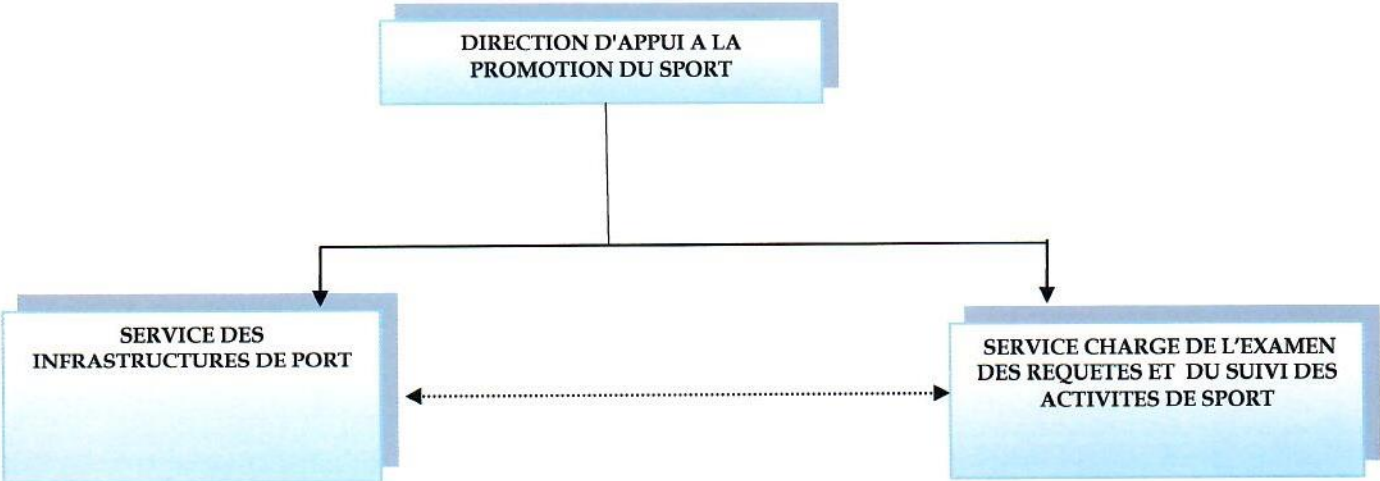 DIRECTION D'APPUI A LA
PROMOTION DU SPORT
SERVICE DES
INFRASTRUCTURES DE PORT
SERVICE CHARGE DE L'EXAMEN
DES REQUETES ET DU SUIVI DES
ACTIVITES DE SPORT